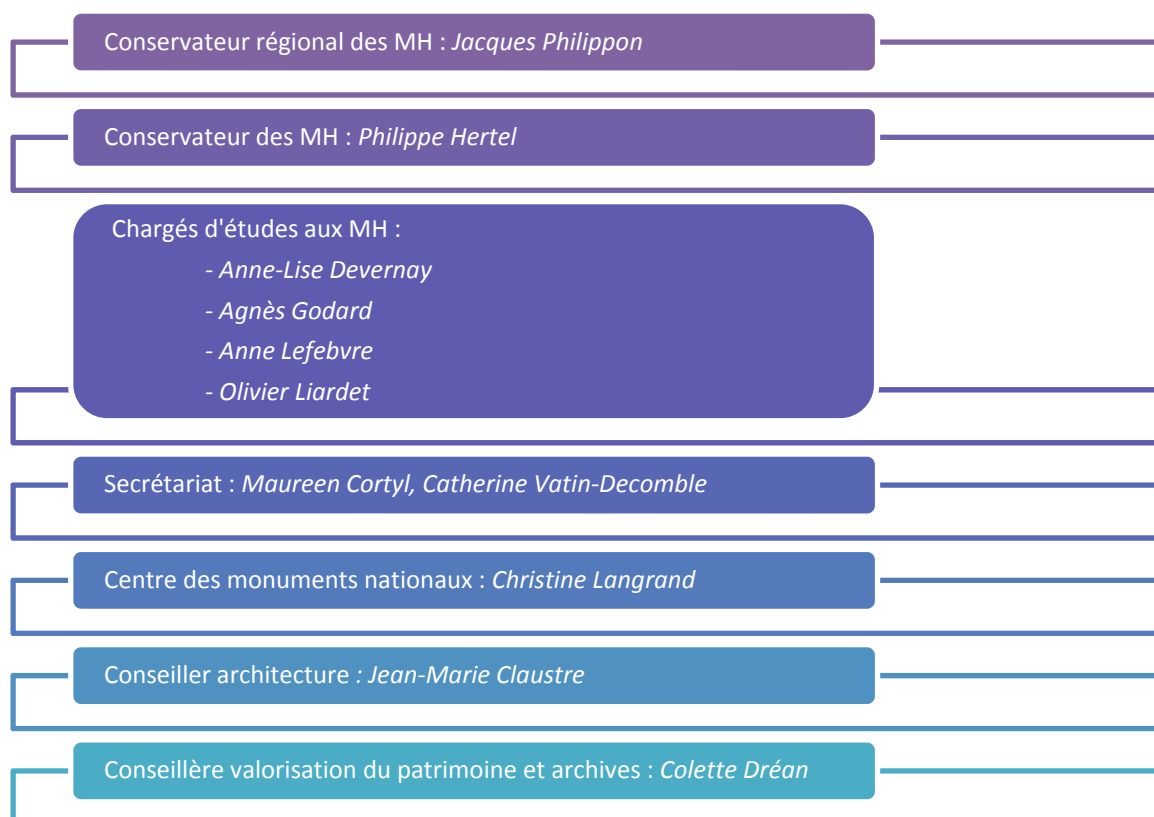 Conservateur régional des MH : Jacques Philippon
Conservateur des MH : Philippe Hertel
Chargés d'études aux MH :
- Anne-Lise Devernay
- Agnès Godard
- Anne Lefebvre
- Olivier Liardet
Secrétariat : Maureen Cortyl, Catherine Vatin-Decomble
Centre des monuments nationaux : Christine Langrand
Conseiller architecture : Jean-Marie Claustre
Conseillère valorisation du patrimoine et archives : Colette Dréan